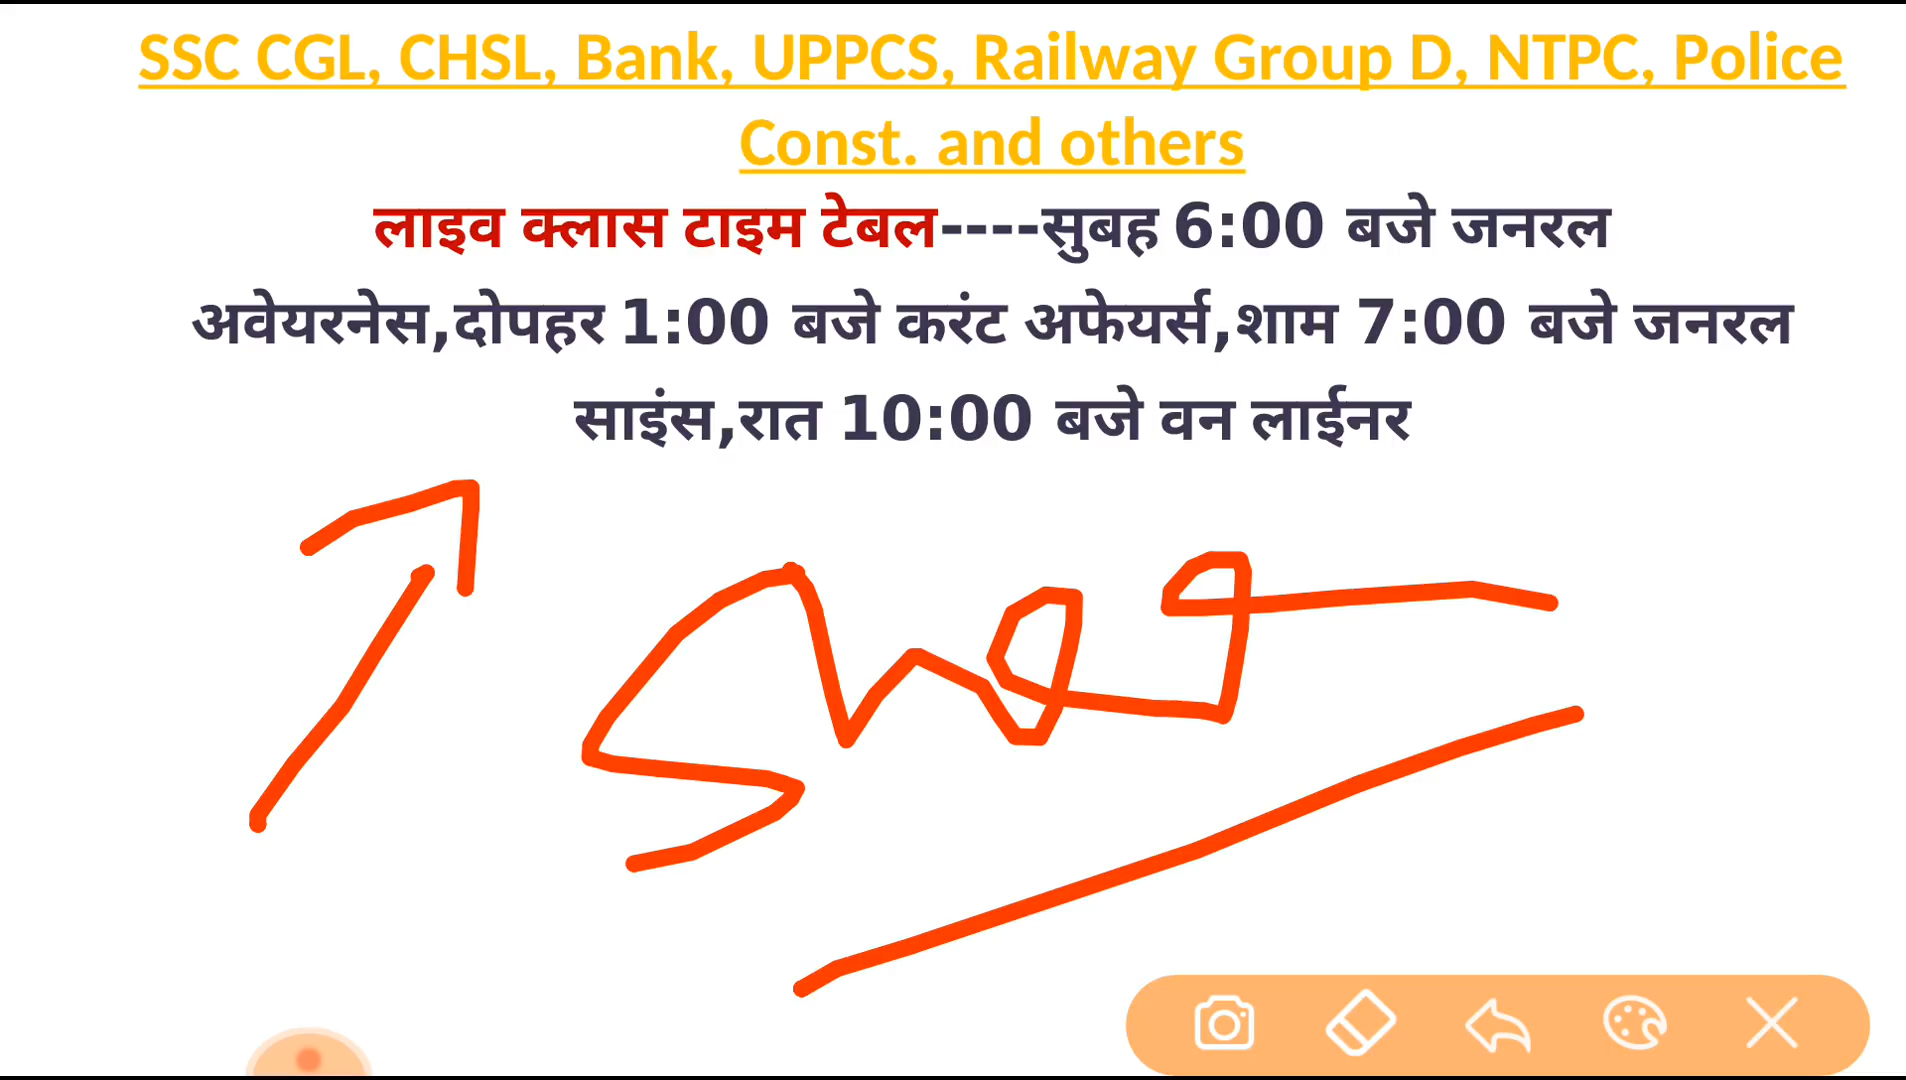 SSC CGL, CHSL, Bank, UPPCS, Railway Group D, NTPC, Police
Const. and others
लाइव क्लास टाइम टेबल----सुबह 6:00 बजे जनरल
अवेयरनेस,दोपहर 1:00 बजे करंट अफेयर्स,शाम 7:00 बजे जनरल
साइंस,रात 10:00 बजे वन लाईनर